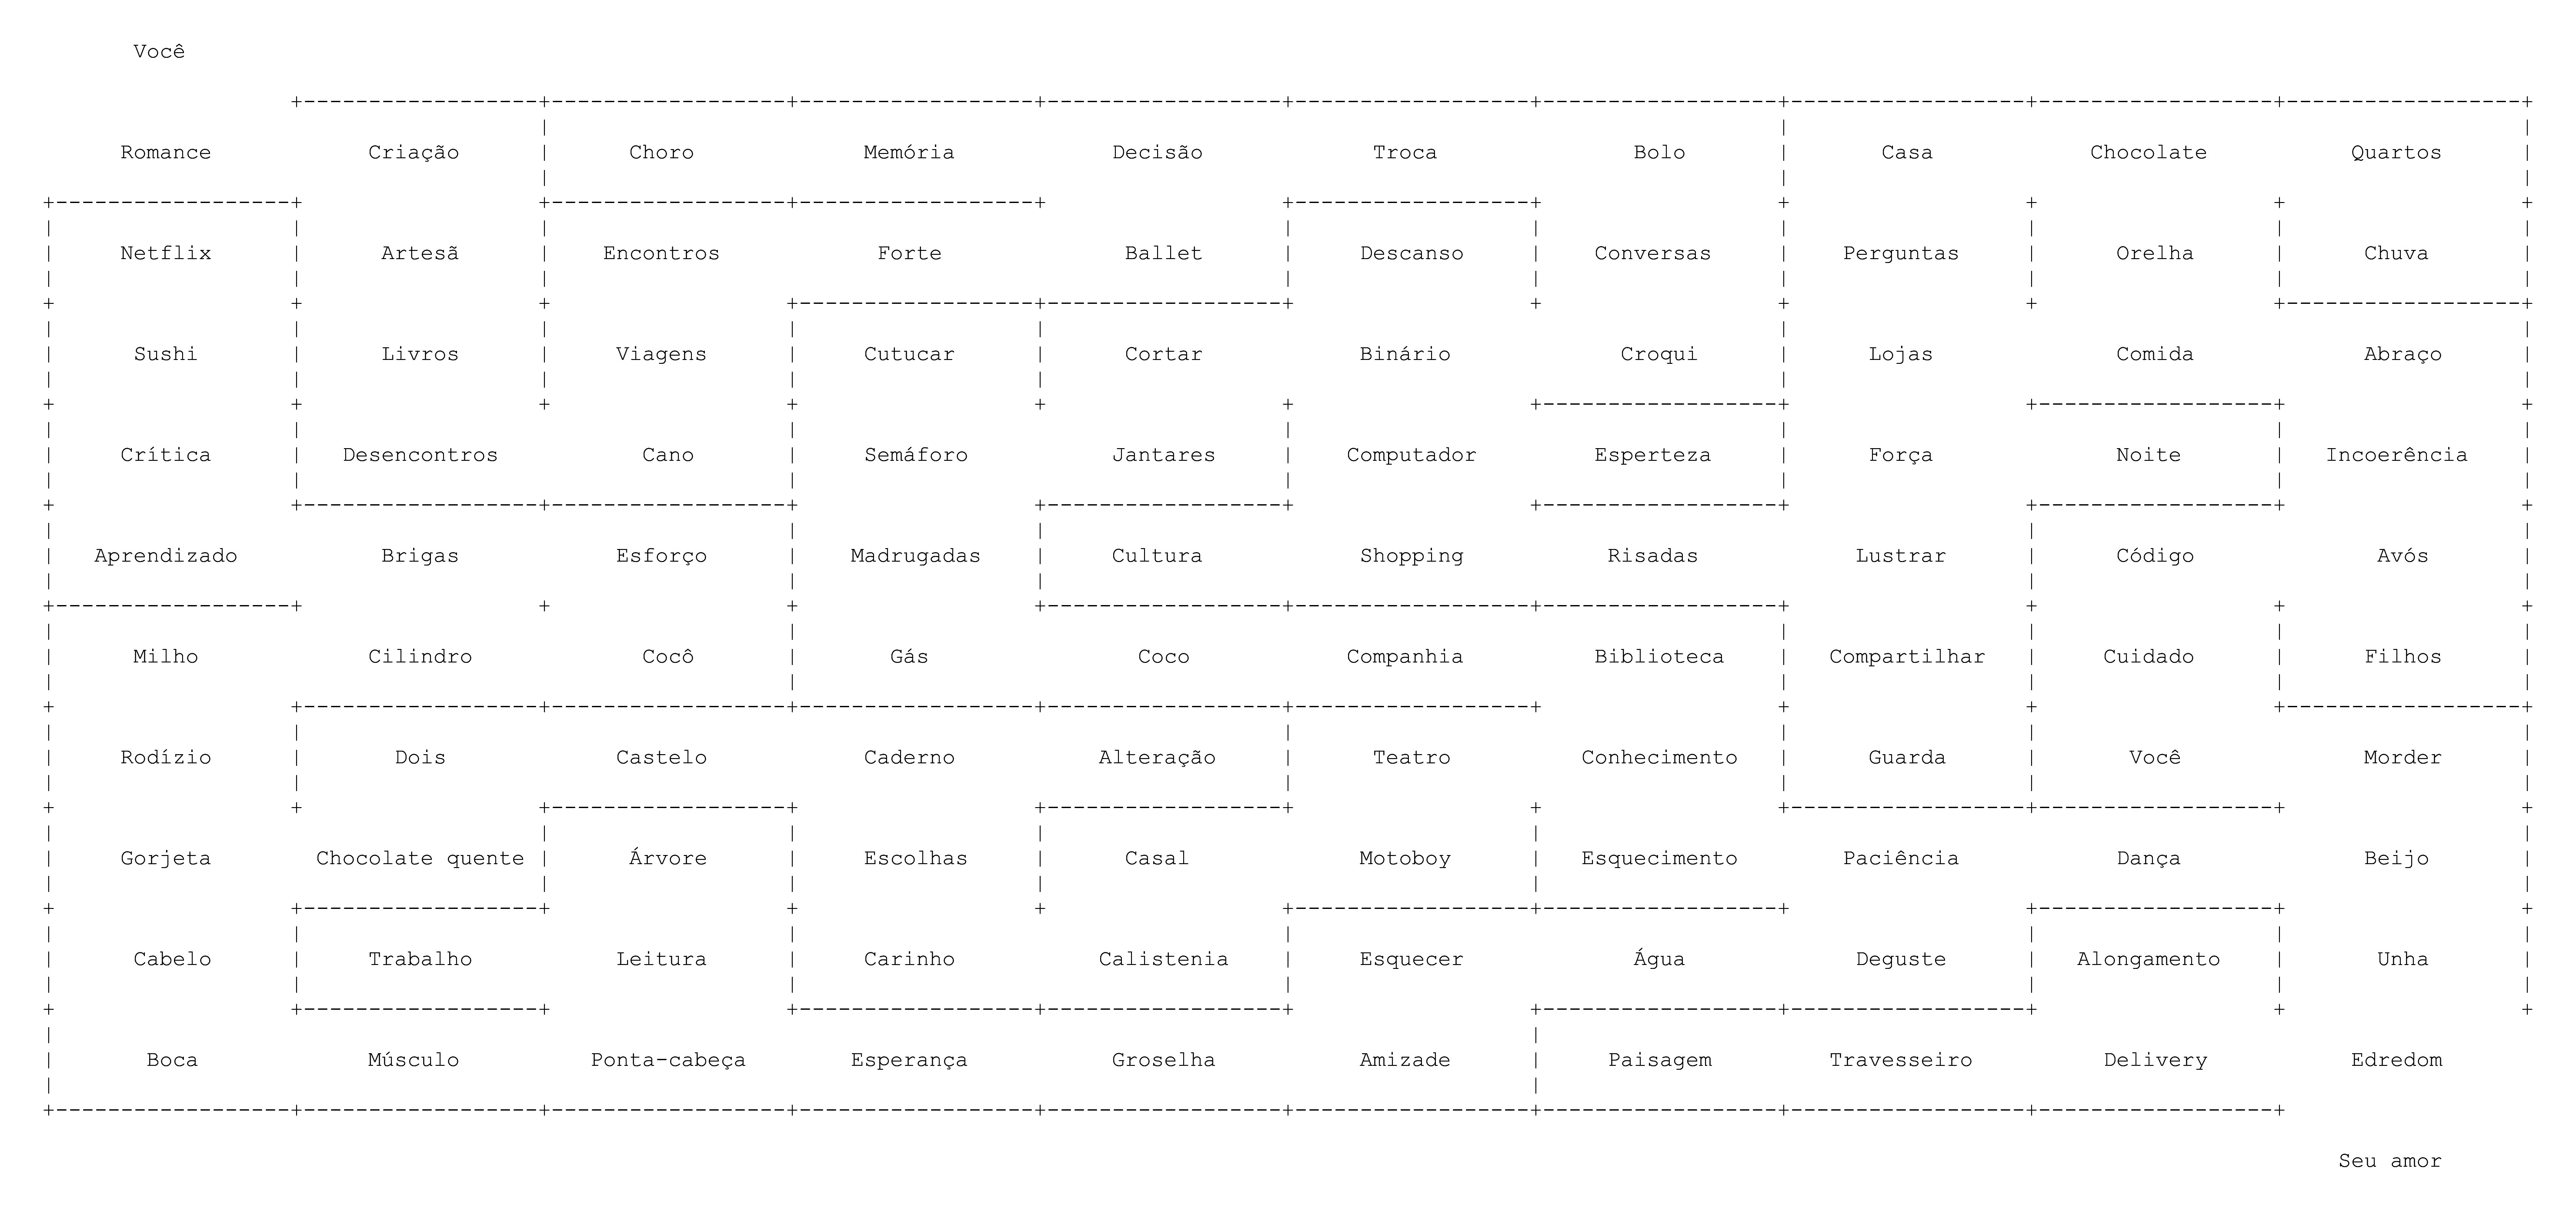 Você
Romance Criação Choro Memória Decisão Troca Bolo Casa Chocolate Quartos
Netflix Artesã Encontros Forte Ballet Descanso Conversas Perguntas Orelha Chuva
Sushi Livros Viagens Cutucar Cortar Binário Croqui Lojas Comida Abraço
Crítica Desencontros Cano Semáforo Jantares Computador Esperteza Força Noite Incoerência
Aprendizado Brigas Esforço Madrugadas Cultura Shopping Risadas Lustrar Código Avós
Milho Cilindro Cocô Gás Coco Companhia Biblioteca Compartilhar Cuidado Filhos
Rodízio Dois Castelo Caderno Alteração Teatro Conhecimento Guarda Você Morder
Gorjeta Chocolate quente Árvore Escolhas Casal Motoboy Esquecimento Paciência Dança Beijo
Cabelo Trabalho Leitura Carinho Calistenia Esquecer Água Deguste Alongamento Unha
Boca Músculo Ponta-cabeça Esperança Groselha Amizade Paisagem Travesseiro Delivery Edredom
Seu amor